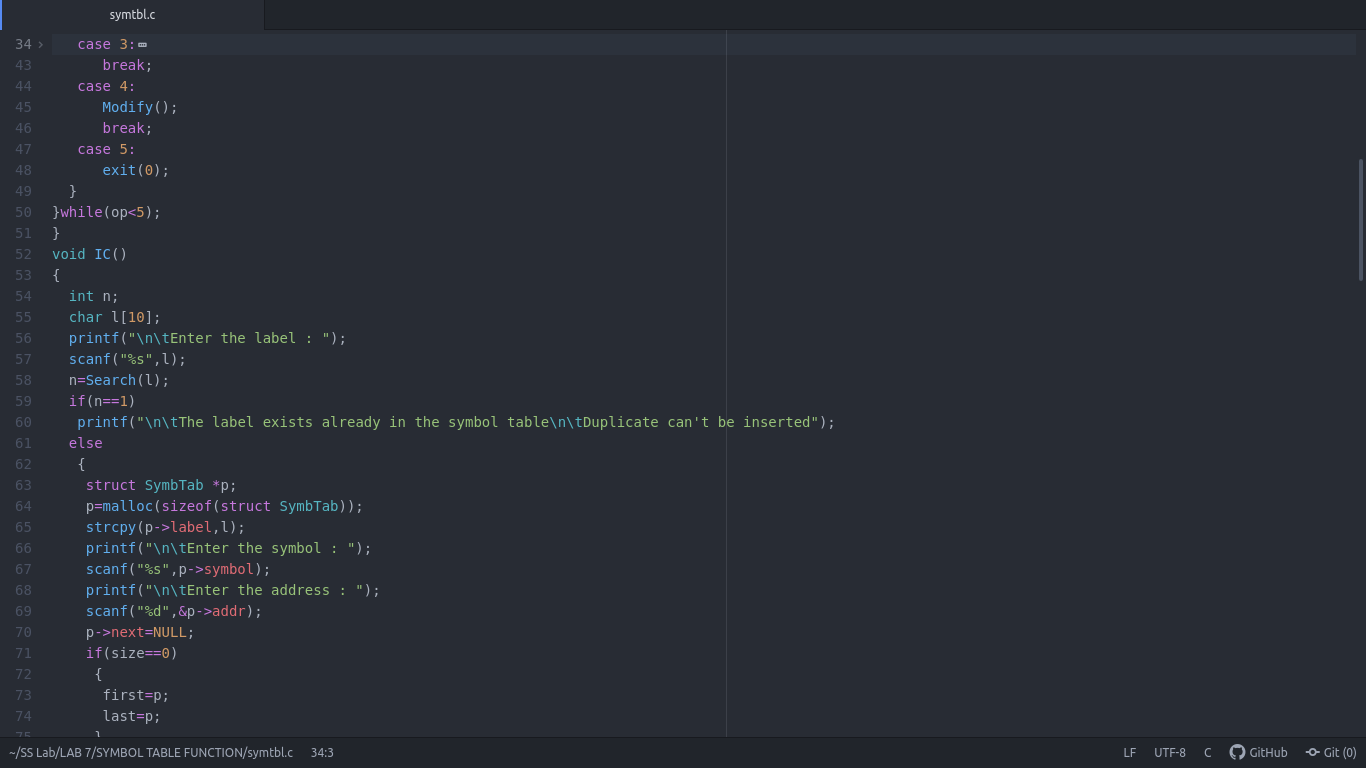 symtbl.c
34 case 3:
43 break;
44 case 4:
45 Modify();
46 break;
47 case 5:
48 exit(0);
49 }
50 }while(op<5);
51 }
52 void IC()
53 {
54 int n;
55 char l[10];
56 printf("\n\tEnter the label : ");
57 scanf("%s",l);
58 n=Search(l);
59 if(n==1)
60 printf("\n\tThe label exists already in the symbol table\n\tDuplicate can't be inserted");
61 else
62 {
63 struct SymbTab *p;
64 p=malloc(sizeof(struct SymbTab));
65 strcpy(p->label,l);
66 printf("\n\tEnter the symbol : ");
67 scanf("%s",p->symbol);
68 printf("\n\tEnter the address : ");
69 scanf("%d",&p->addr);
70 p->next=NULL;
71 if(size==0)
72 {
73 first=p;
74 last=p;
75 }
~/SS Lab/LAB 7/SYMBOL TABLE FUNCTION/symtbl.c 34:3 LF UTF-8 C GitHub Git (0)